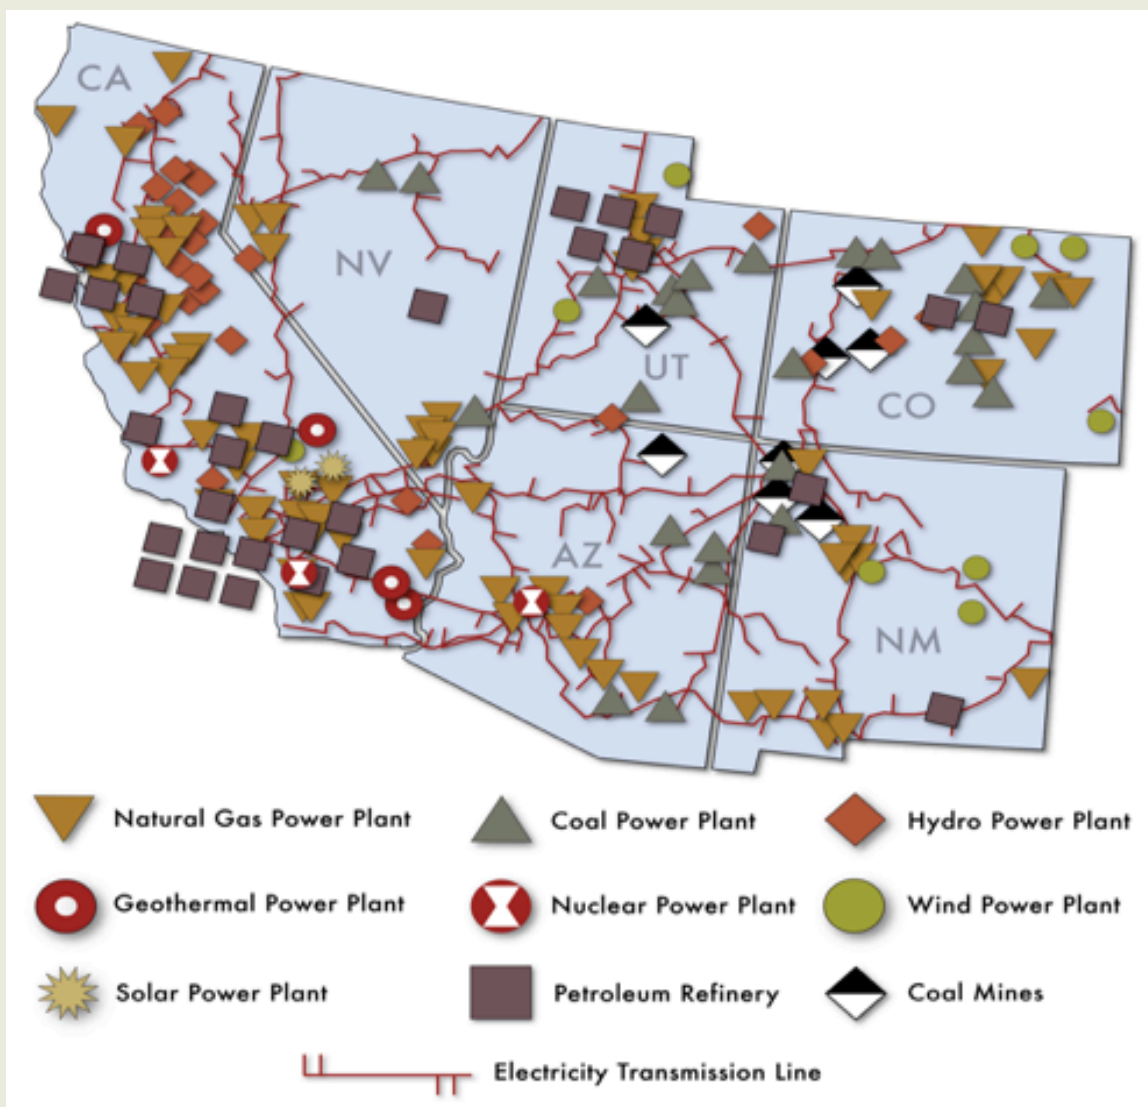 CA
NV
UT
CO
AZ
NM
Natural Gas Power Plant
Coal Power Plant
Hydro Power Plant
Geothermal Power Plant
Nuclear Power Plant
Wind Power Plant
Solar Power Plant
Petroleum Refinery
Coal Mines
Electricity Transmission Line